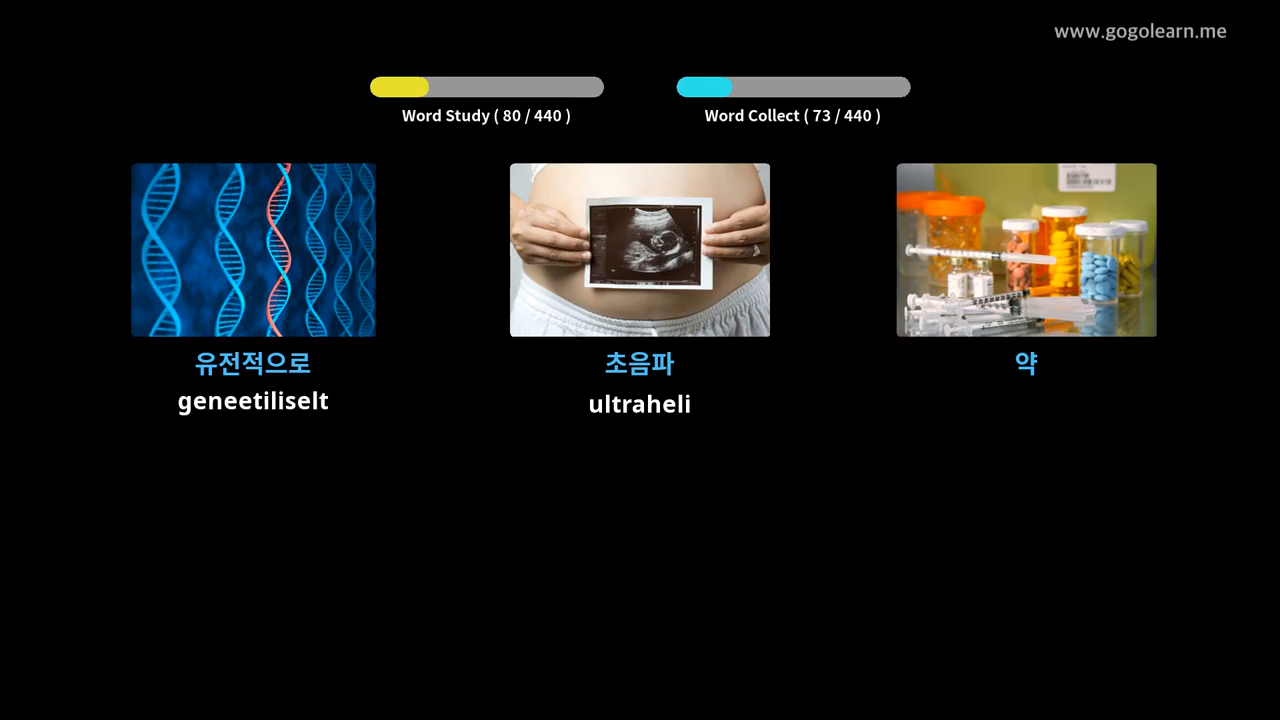 www.gogolearn.me
Word Study ( 80 / 440 )
Word Collect ( 73 / 440 )
유전적으로
초음파
약
geneetiliselt
ultraheli